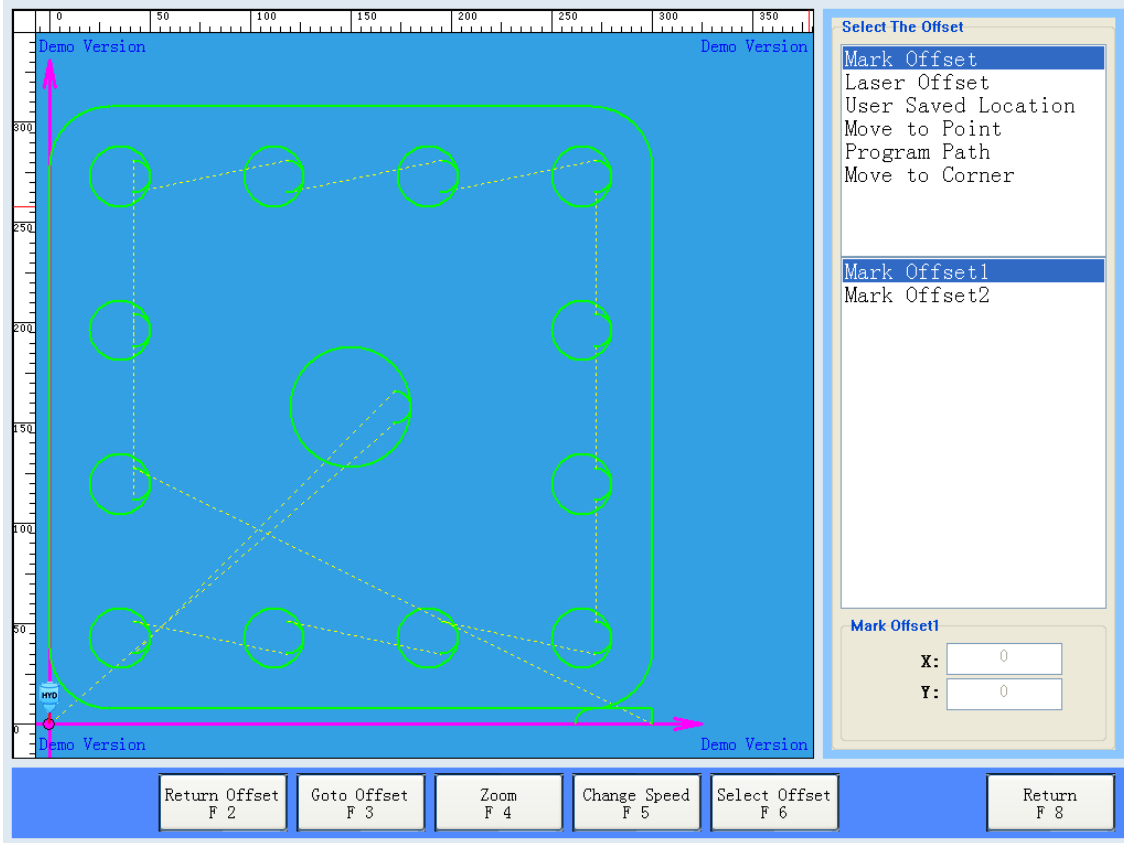 0 50 100 150 200 250 300 350
Demo Version Demo Version
300
250
200
150
100
50
0
HYD
Demo Version Demo Version
Select The Offset
Mark Offset
Laser Offset
User Saved Location
Move to Point
Program Path
Move to Corner
Mark Offset1
Mark Offset2
Mark Offset1
X: 0
Y: 0
Return Offset
F 2
Goto Offset
F 3
Zoom
F 4
Change Speed
F 5
Select Offset
F 6
Return
F 8